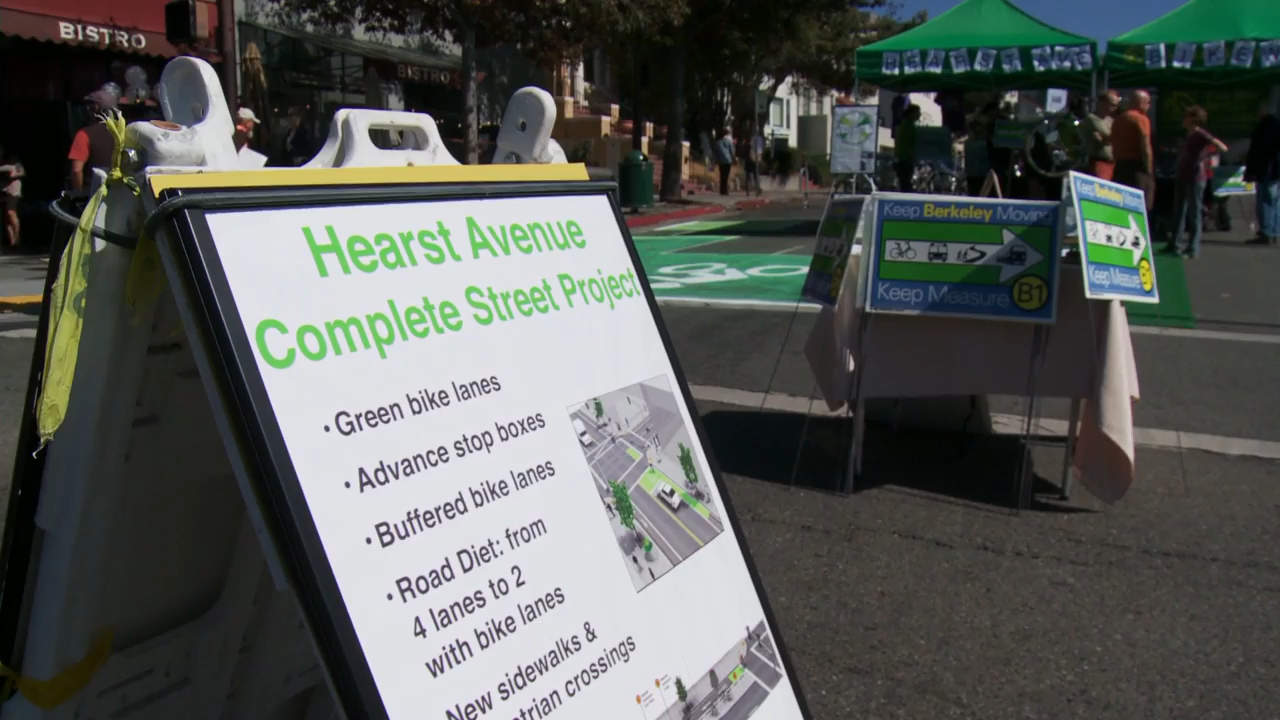 BISTRO
BISTRO
HEARST AVE
Hearst Avenue
Complete Street Project
• Green bike lanes
• Advance stop boxes
• Buffered bike lanes
• Road Diet: from
4 lanes to 2
with bike lanes
New sidewalks &
trian crossings
Keep Berkeley Moving
Keep Measure B1
Keep Berkeley Moving
Keep Measure